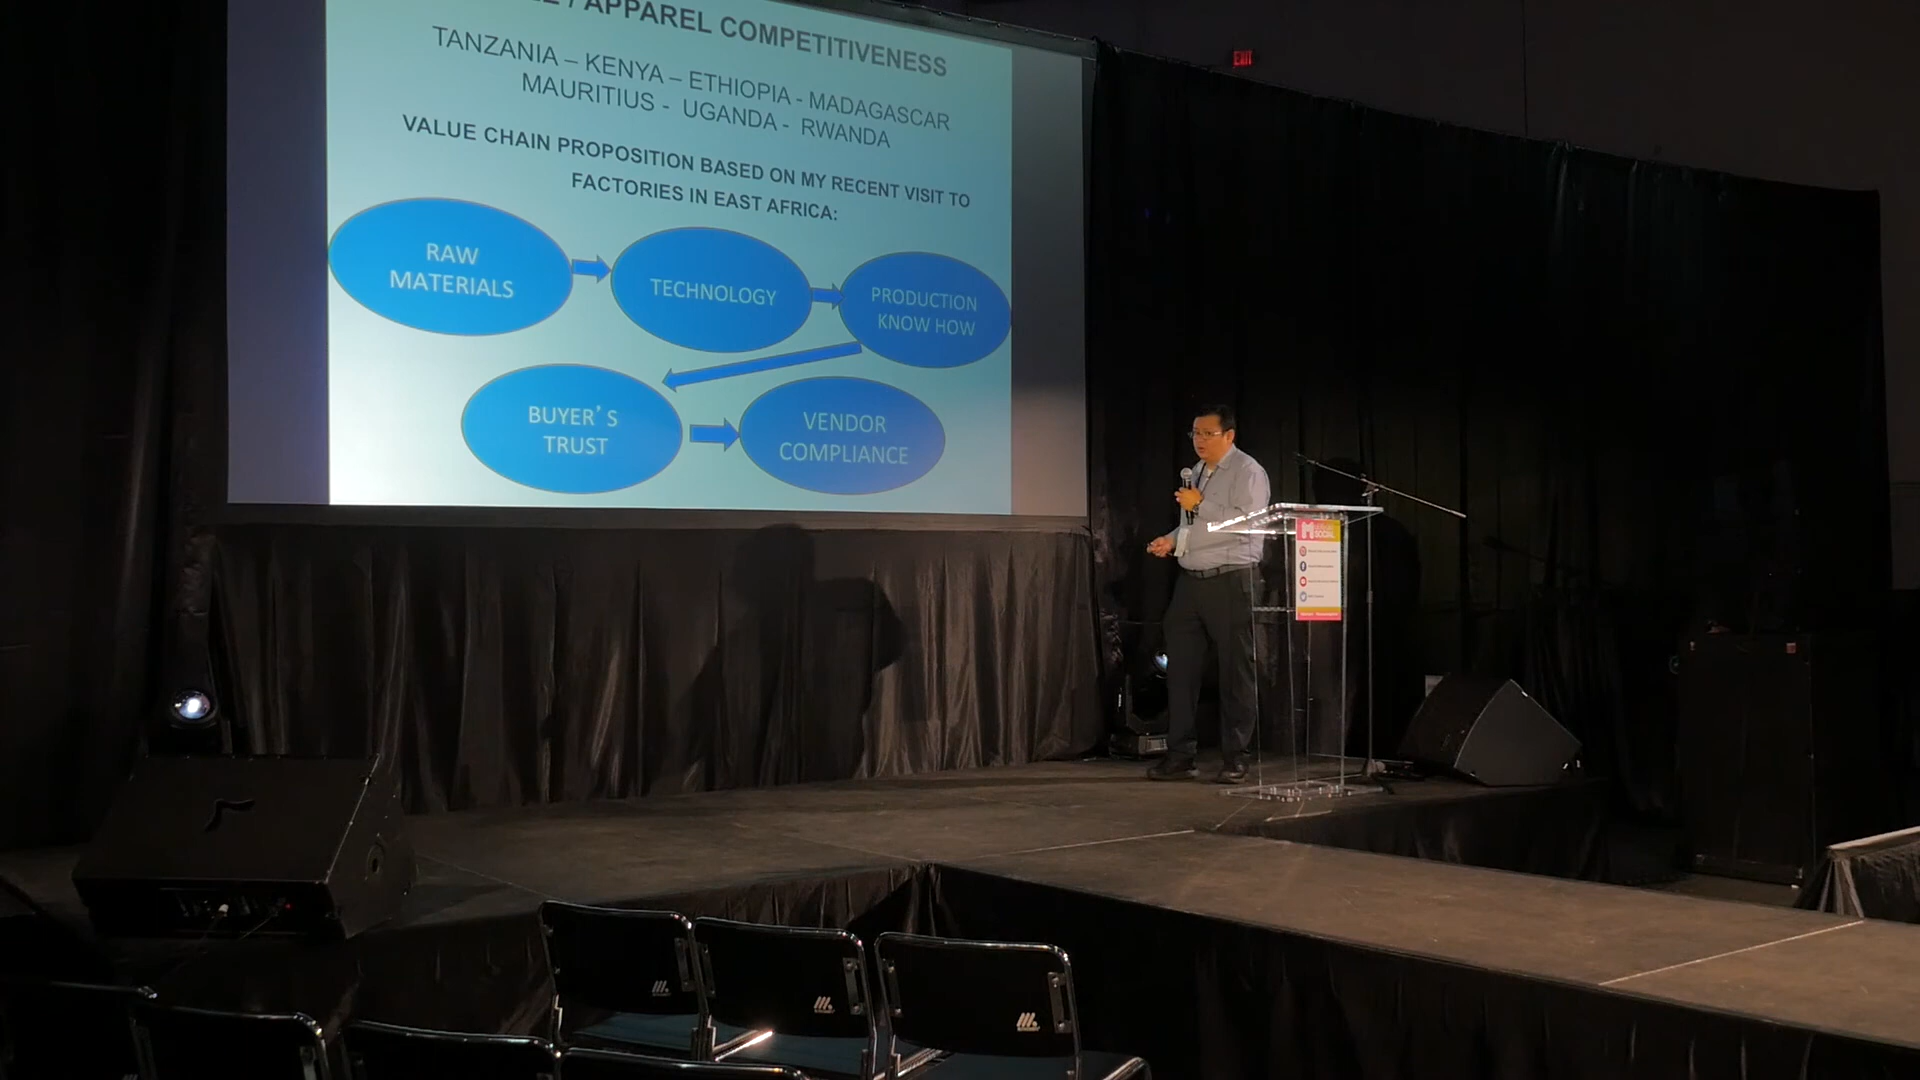 / APPAREL COMPETITIVENESS
TANZANIA – KENYA – ETHIOPIA - MADAGASCAR
MAURITIUS - UGANDA - RWANDA
VALUE CHAIN PROPOSITION BASED ON MY RECENT VISIT TO
FACTORIES IN EAST AFRICA:
RAW
MATERIALS
TECHNOLOGY
PRODUCTION
KNOW HOW
BUYER'S
TRUST
VENDOR
COMPLIANCE
EXIT
SOCIAL